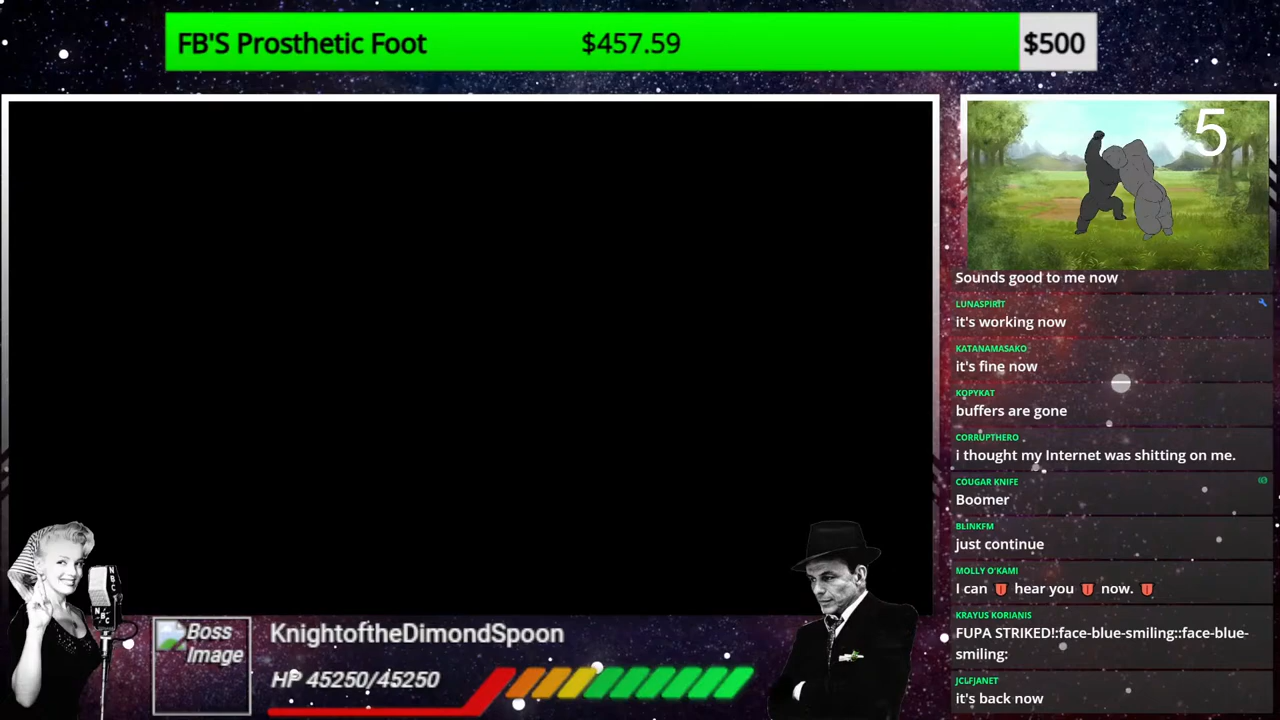 FB'S Prosthetic Foot
$457.59
$500
5
Sounds good to me now
LUNASPIRIT
it's working now
KATANAMASAKO
it's fine now
KOPYKAT
buffers are gone
CORRUPTHERO
i thought my Internet was shitting on me.
COUGAR KNIFE
Boomer
BLINKFM
just continue
MOLLY O'KAMI
I can hear you now.
KRAYUS KORIANIS
FUPA STRIKED!:face-blue-smiling::face-blue-
smiling:
JCLFJANET
it's back now
NBC
NBC
Boss
Image
KnightoftheDimondSpoon
HP 45250/45250